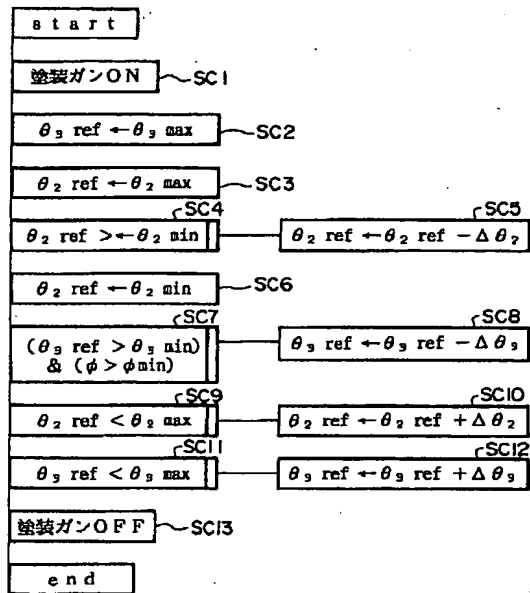 start
塗装ガンON
SC1
θ₃ ref ← θ₃ max
SC2
θ₂ ref ← θ₂ max
SC3
SC4
θ₂ ref >← θ₂ min
SC5
θ₂ ref ← θ₂ ref − Δθ₂
θ₂ ref ← θ₂ min
SC6
SC7
(θ₃ ref > θ₃ min)
& (φ > φ min)
SC8
θ₃ ref ← θ₃ ref − Δθ₃
SC9
θ₂ ref < θ₂ max
SC10
θ₂ ref ← θ₂ ref + Δθ₂
SC11
θ₃ ref < θ₃ max
SC12
θ₃ ref ← θ₃ ref + Δθ₃
塗装ガンOFF
SC13
end